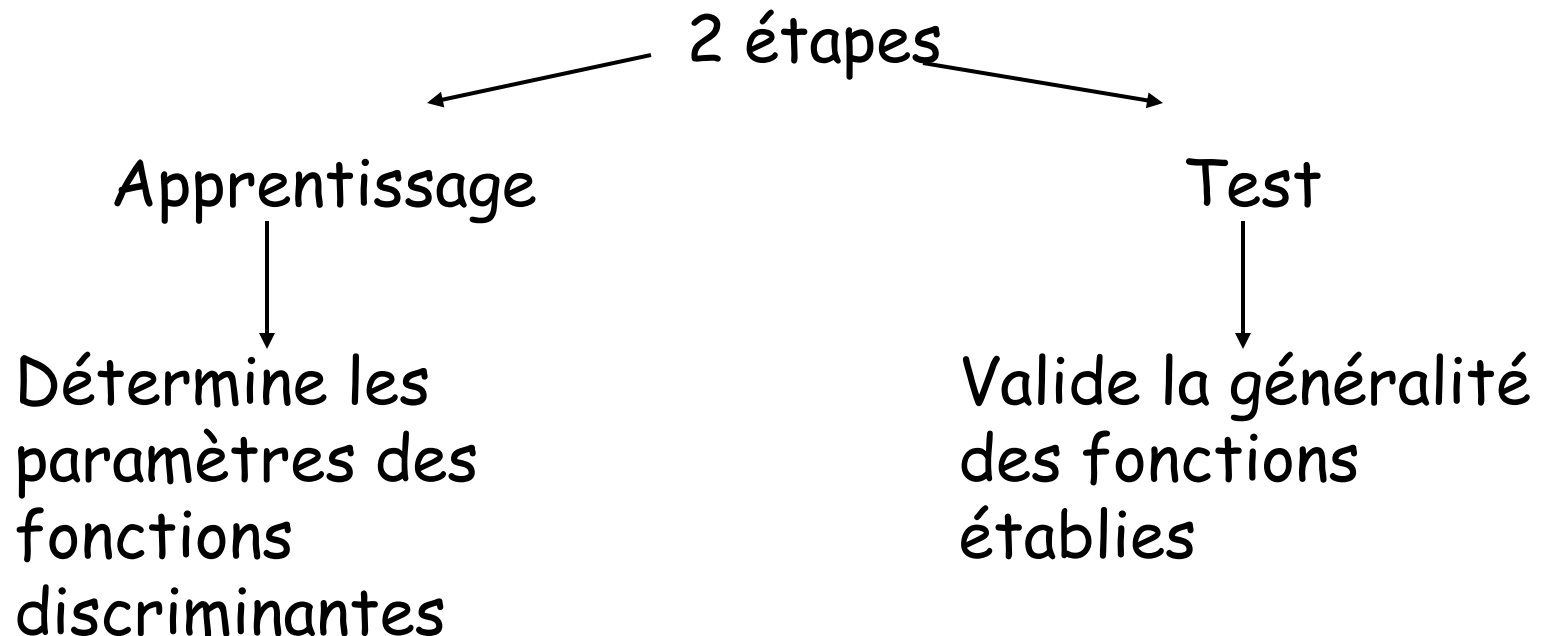 2 étapes
Apprentissage
Test
Détermine les
paramètres des
fonctions
discriminantes
Valide la généralité
des fonctions
établies